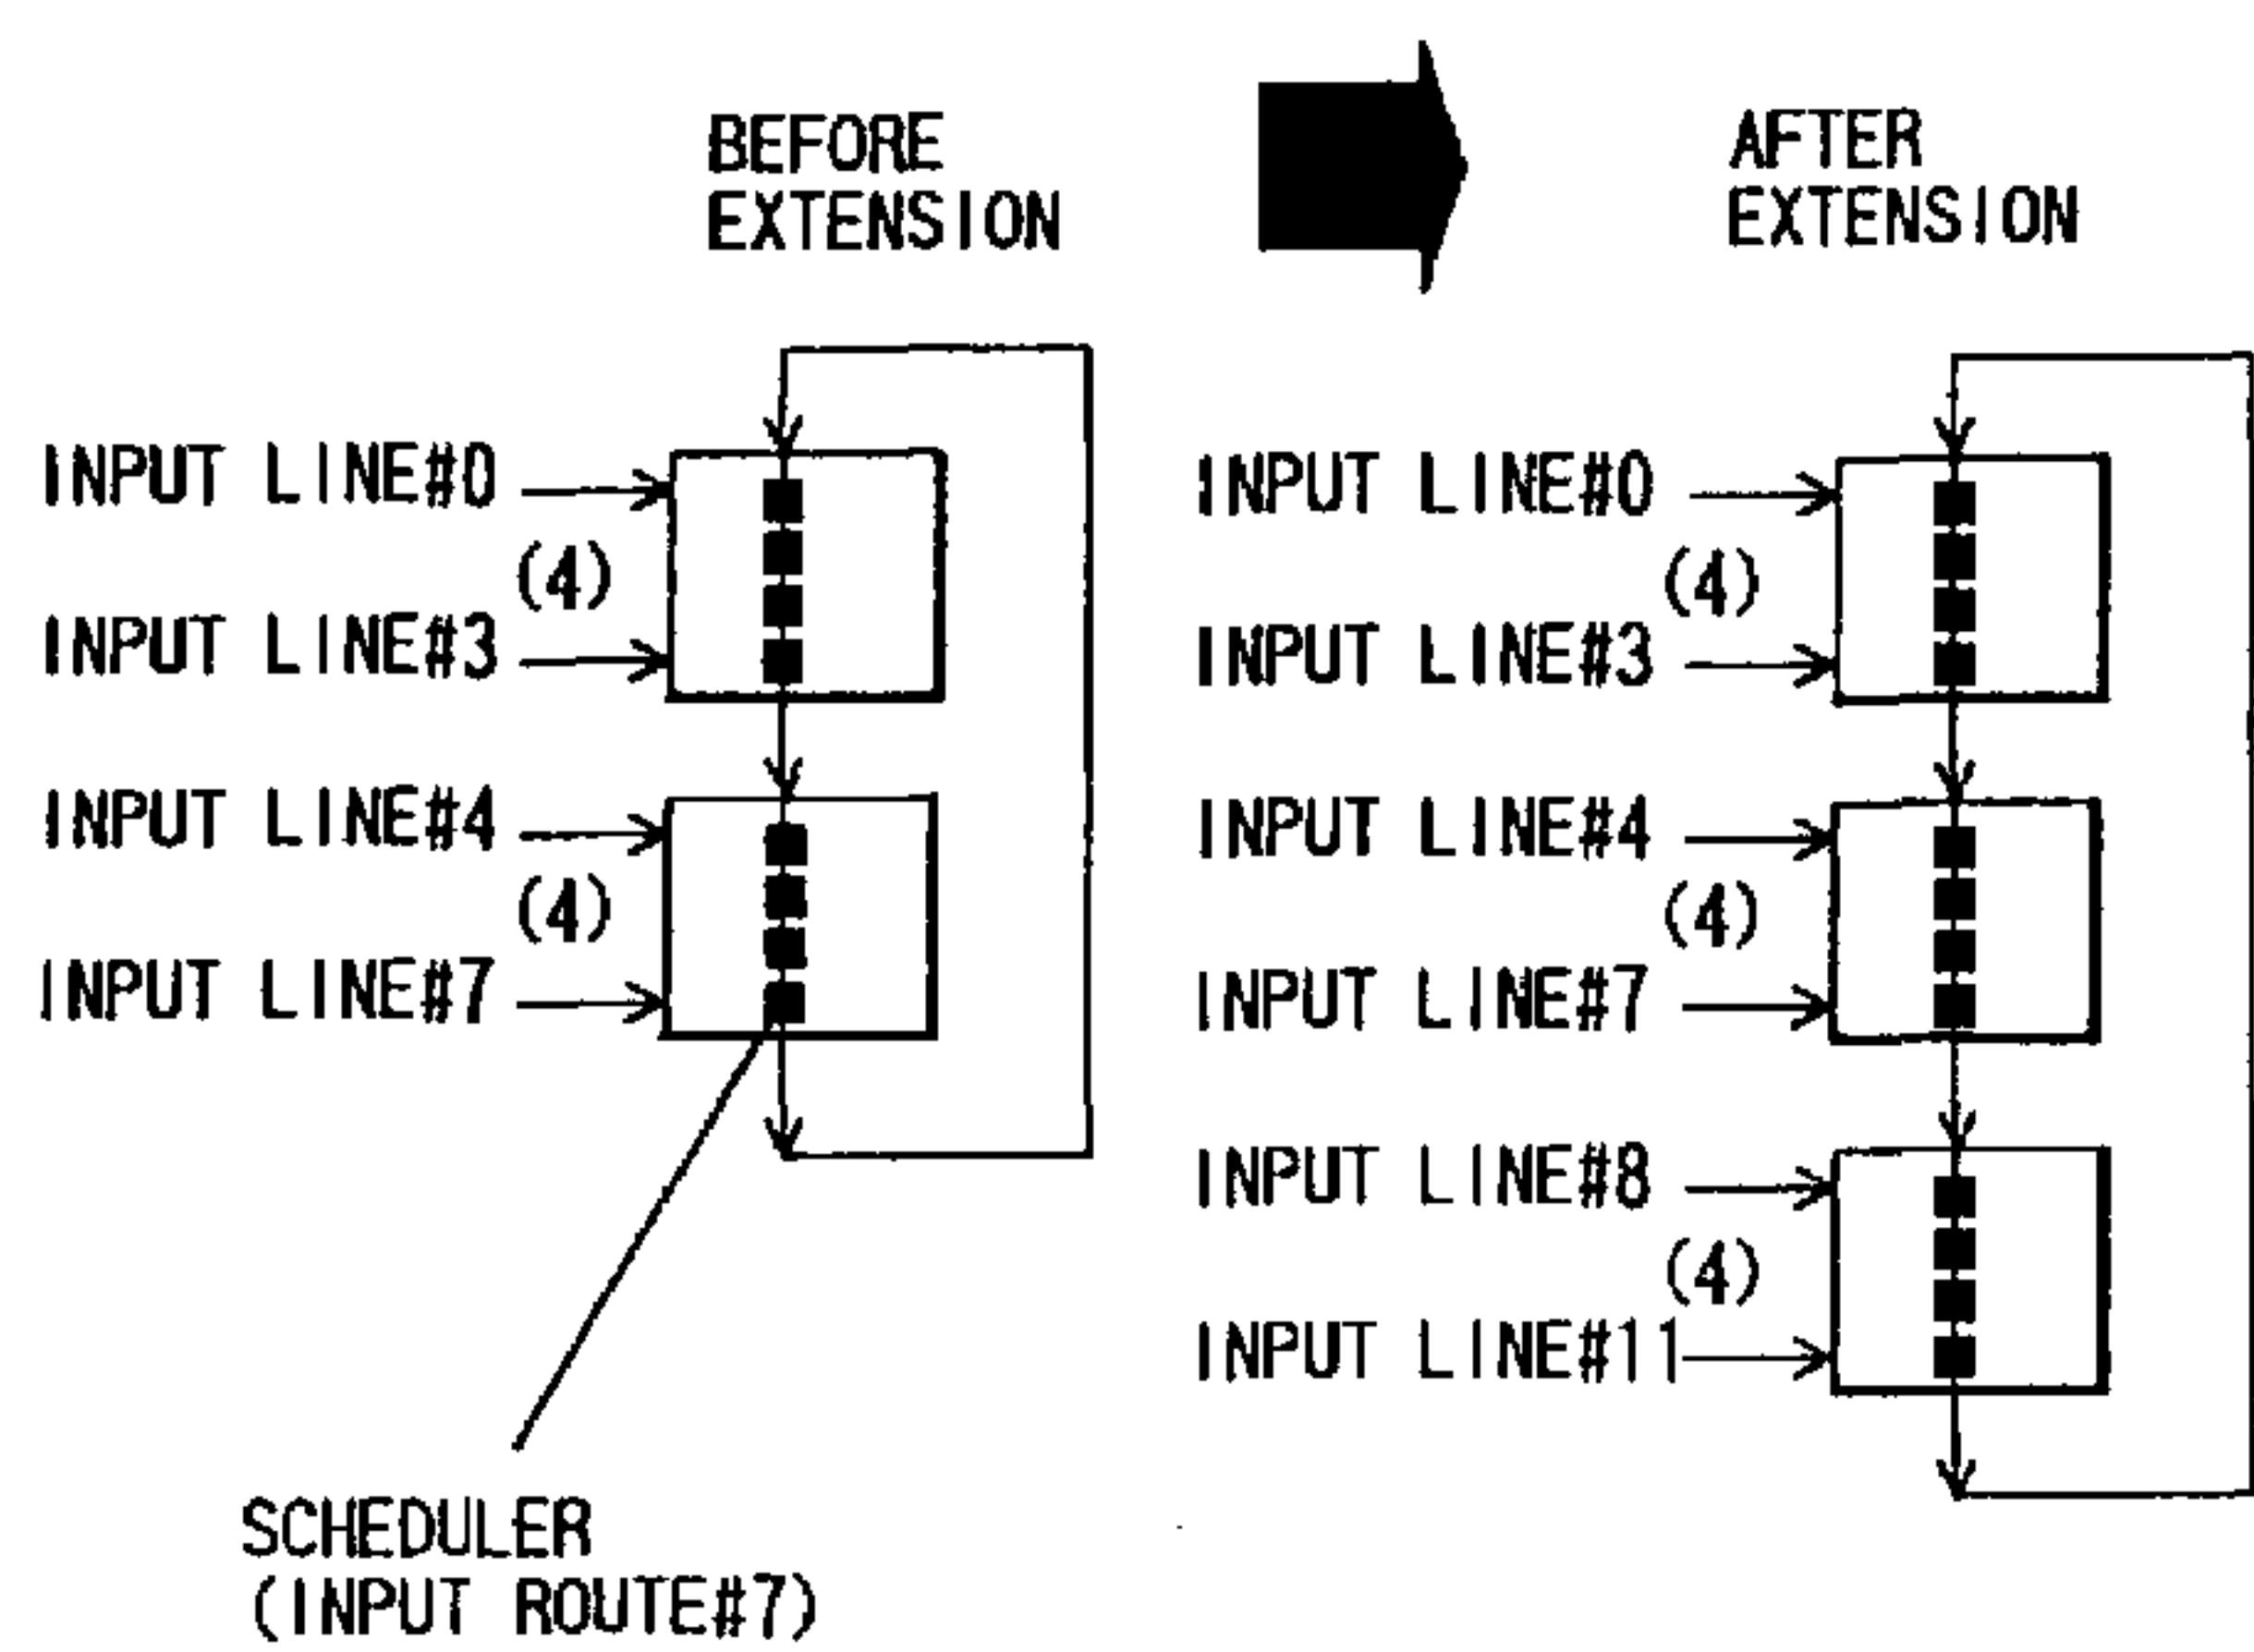 BEFORE
EXTENSION
AFTER
EXTENSION
INPUT LINE#0
(4)
INPUT LINE#3
INPUT LINE#4
(4)
INPUT LINE#7
SCHEDULER
(INPUT ROUTE#7)
INPUT LINE#0
(4)
INPUT LINE#3
INPUT LINE#4
(4)
INPUT LINE#7
INPUT LINE#8
(4)
INPUT LINE#11